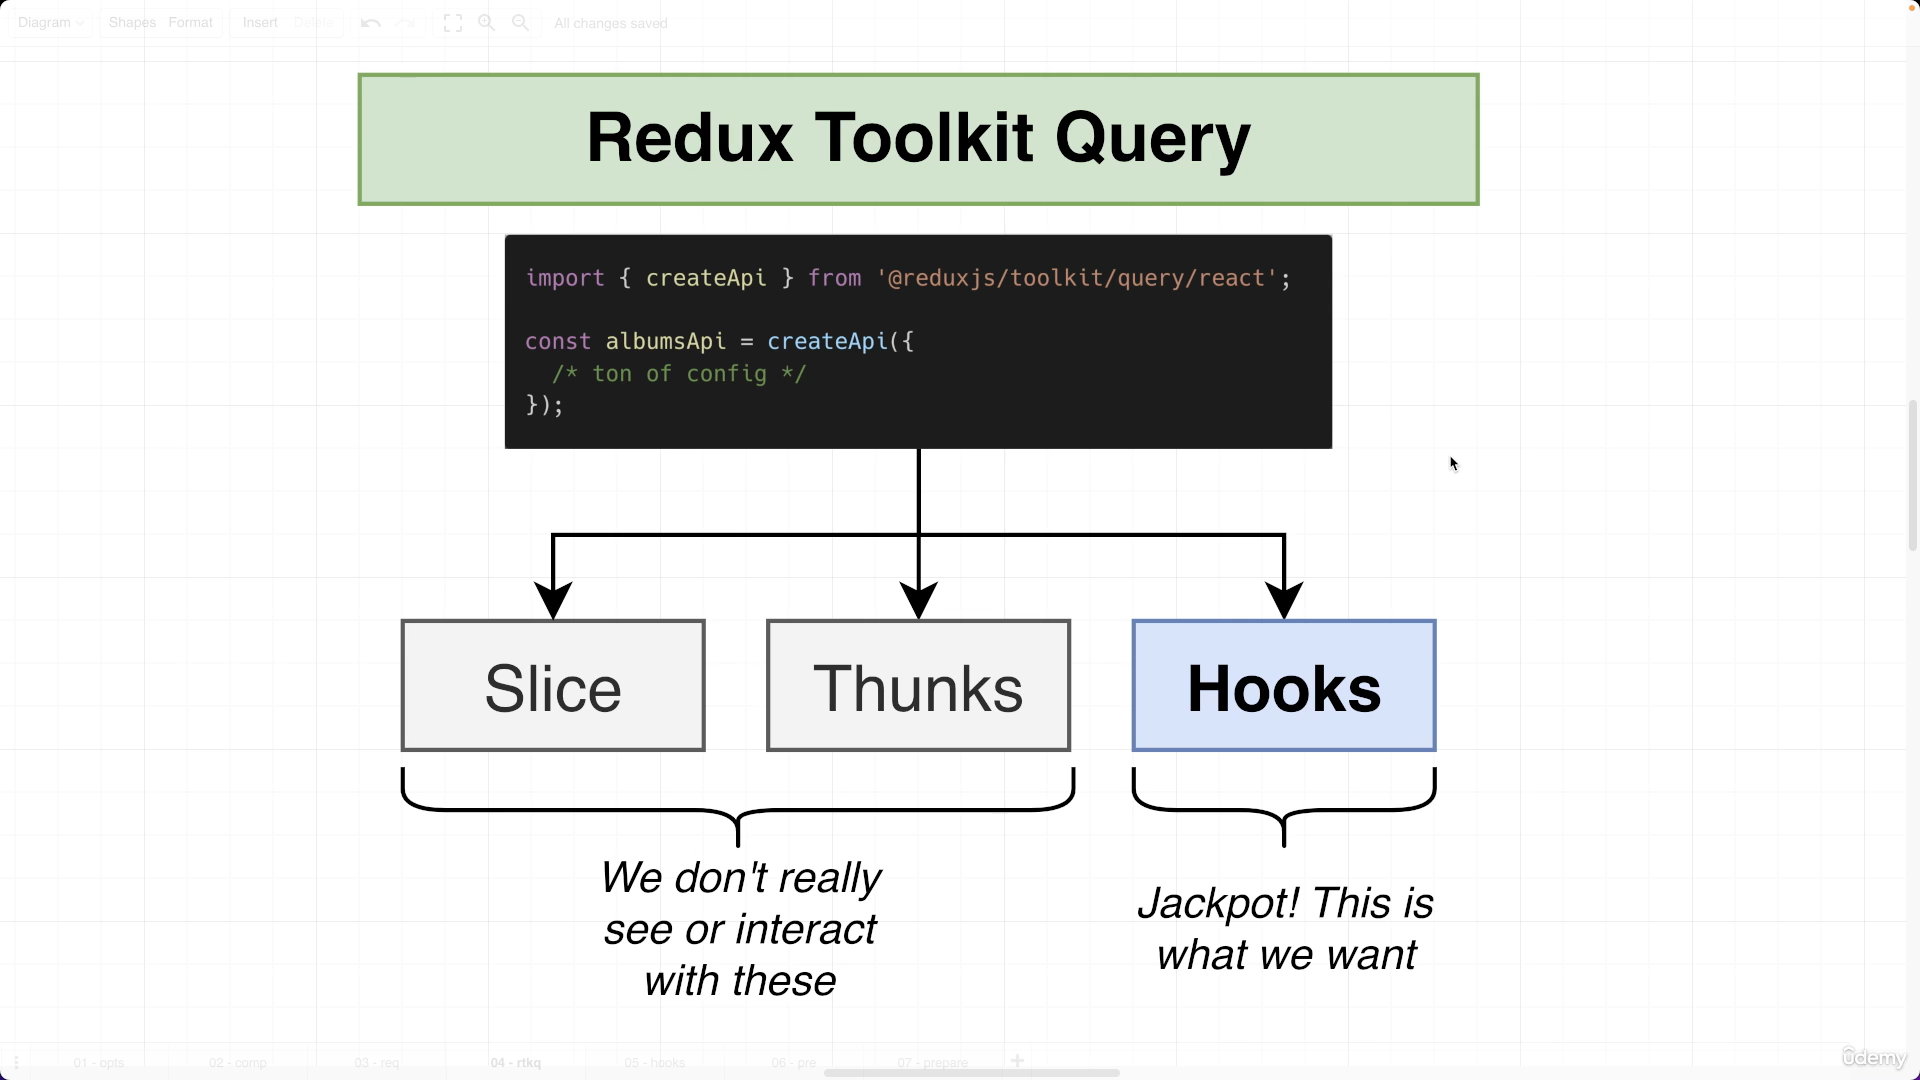 Diagram Shapes Format Insert Delete All changes saved
Redux Toolkit Query
import { createApi } from '@reduxjs/toolkit/query/react';
const albumsApi = createApi({
/* ton of config */
});
Slice Thunks Hooks
We don't really
see or interact
with these
Jackpot! This is
what we want
01 - opts 02 - comp 03 - req 04 - rtkq 05 - hooks 06 - pre 07 - prepare
ûdemy